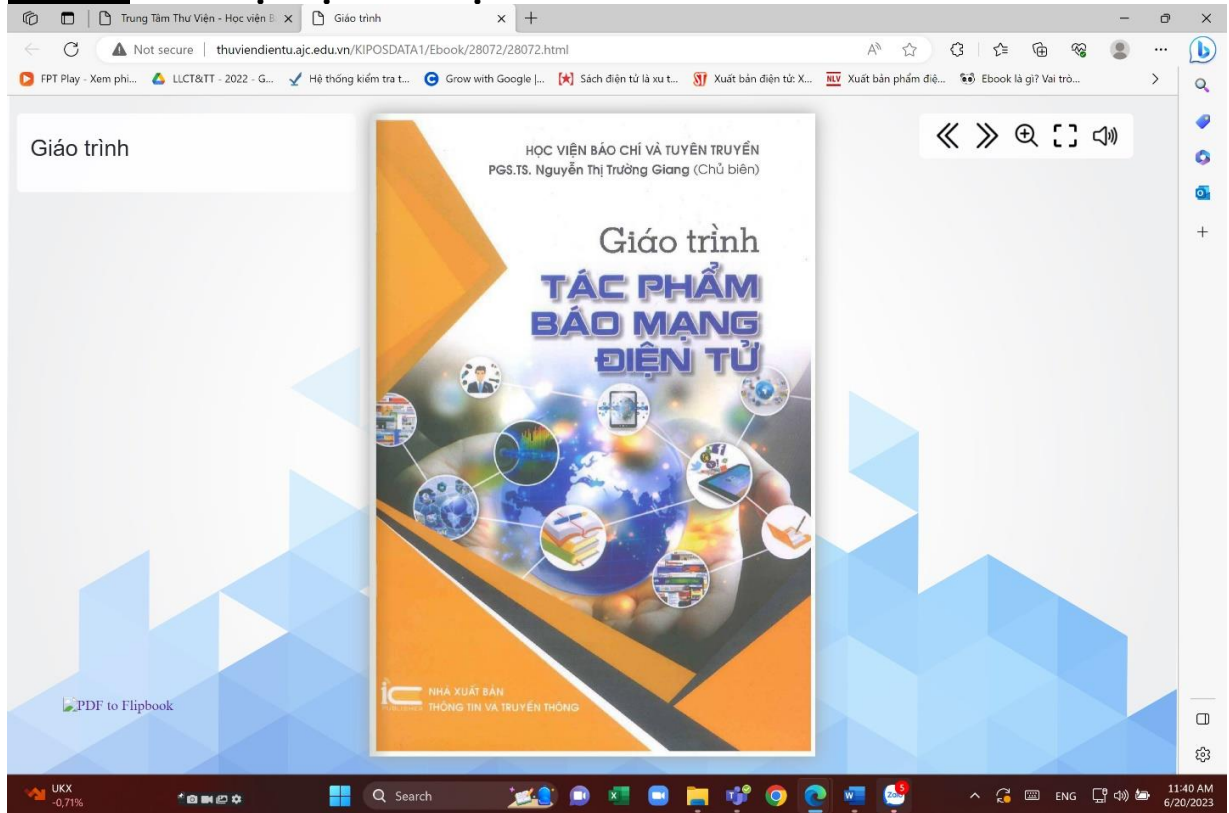 Trung Tâm Thư Viện - Học viện B
Giáo trình
Not secure | thuviendientu.ajc.edu.vn/KIPOSDATA1/Ebook/28072/28072.html
FPT Play - Xem phi...
LLCT&TT - 2022 - G...
Hệ thống kiểm tra t...
Grow with Google |...
Sách điện tử là xu t...
Xuất bản điện tử: X...
NLV
Xuất bản phẩm điệ...
Ebook là gì? Vai trò...
Giáo trình
HỌC VIỆN BÁO CHÍ VÀ TUYÊN TRUYỀN
PGS.TS. Nguyễn Thị Trường Giang (Chủ biên)
Giáo trình
TÁC PHẨM
BÁO MẠNG
ĐIỆN TỬ
NHÀ XUẤT BẢN
THÔNG TIN VÀ TRUYỀN THÔNG
PDF to Flipbook
UKX
-0,71%
Search
Zalo
5
ENG
11:40 AM
6/20/2023